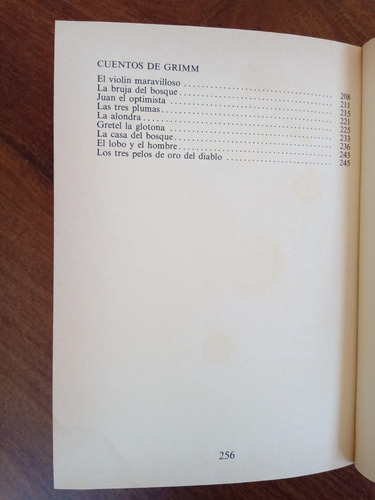 CUENTOS DE GRIMM
El violín maravilloso ........ 208
La bruja del bosque ........ 211
Juan el optimista ........ 215
Las tres plumas ........ 221
La alondra ........ 225
Gretel la glotona ........ 233
La casa del bosque ........ 236
El lobo y el hombre ........ 243
Los tres pelos de oro del diablo ........ 245
256